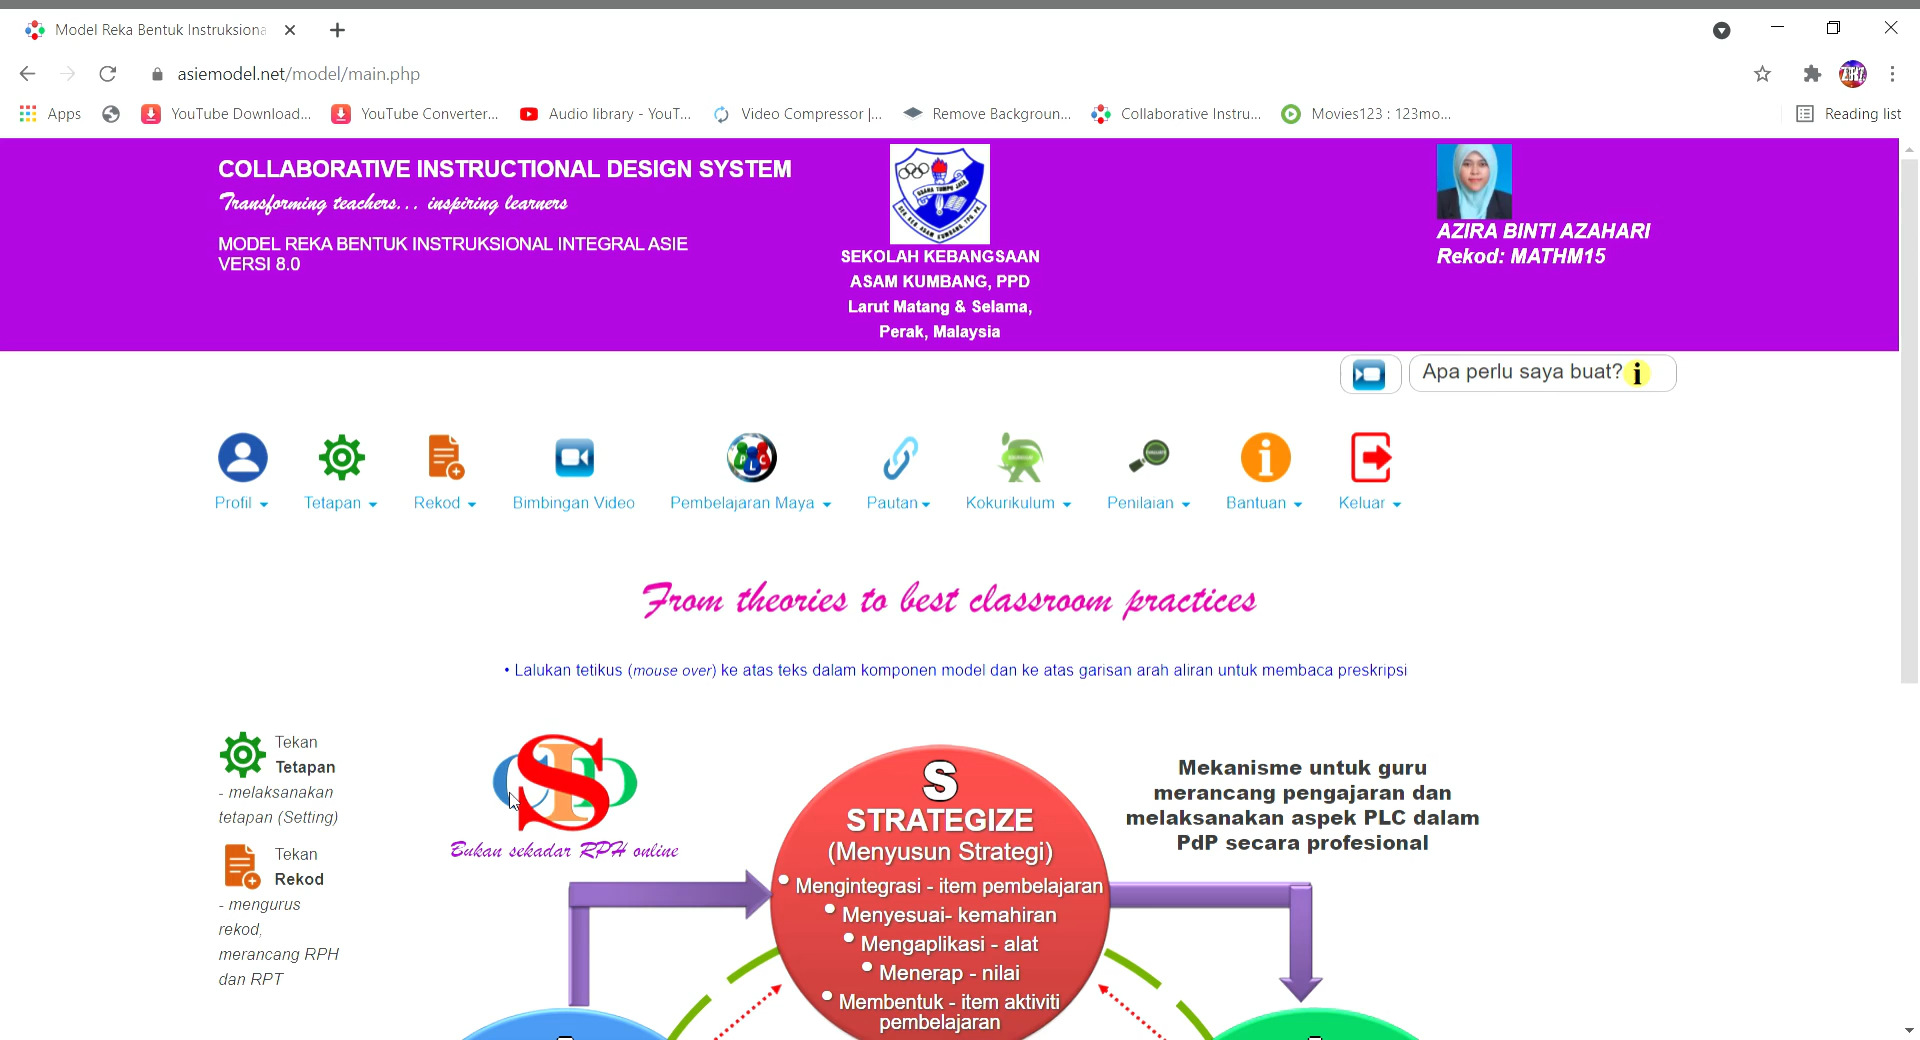 Model Reka Bentuk Instruksiona
asiemodel.net/model/main.php
Apps
YouTube Download...
YouTube Converter...
Audio library - YouT...
Video Compressor |...
Remove Backgroun...
Collaborative Instru...
Movies123 : 123mo...
Reading list
COLLABORATIVE INSTRUCTIONAL DESIGN SYSTEM
Transforming teachers... inspiring learners
MODEL REKA BENTUK INSTRUKSIONAL INTEGRAL ASIE
VERSI 8.0
USAHA TUMPU JAYA
SEKOLAH KEBANGSAAN
ASAM KUMBANG, PPD
Larut Matang & Selama,
Perak, Malaysia
AZIRA BINTI AZAHARI
Rekod: MATHM15
Apa perlu saya buat? i
Profil
Tetapan
Rekod
Bimbingan Video
PLC
Pembelajaran Maya
Pautan
Kokurikulum
Penilaian
Bantuan
Keluar
From theories to best classroom practices
• Lalukan tetikus (mouse over) ke atas teks dalam komponen model dan ke atas garisan arah aliran untuk membaca preskripsi
Tekan
Tetapan
- melaksanakan
tetapan (Setting)
Tekan
Rekod
- mengurus
rekod,
merancang RPH
dan RPT
CIDS
Bukan sekadar RPH online
S
STRATEGIZE
(Menyusun Strategi)
• Mengintegrasi - item pembelajaran
• Menyesuai- kemahiran
• Mengaplikasi - alat
• Menerap - nilai
• Membentuk - item aktiviti
pembelajaran
Mekanisme untuk guru
merancang pengajaran dan
melaksanakan aspek PLC dalam
PdP secara profesional